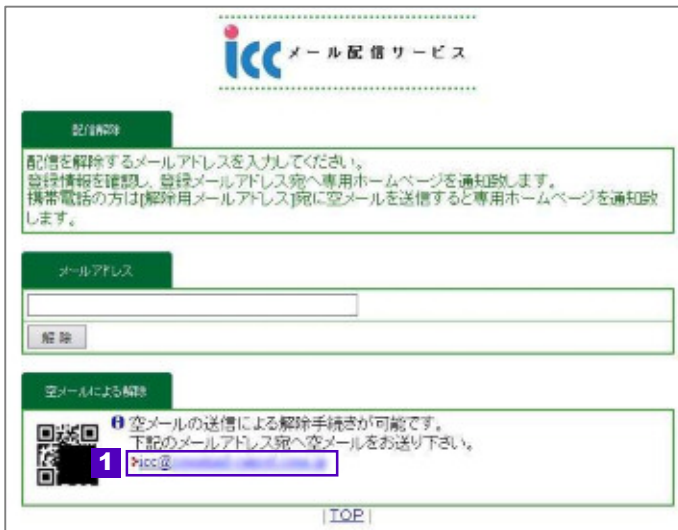 icc メール配信サービス
配信解除
配信を解除するメールアドレスを入力してください。
登録情報を確認し、登録メールアドレス宛へ専用ホームページを通知致します。
携帯電話の方は[解除用メールアドレス]宛に空メールを送信すると専用ホームページを通知致
します。
メールアドレス
解除
空メールによる解除
空メールの送信による解除手続きが可能です。
下記のメールアドレス宛へ空メールをお送り下さい。
1 >icc@
|TOP|